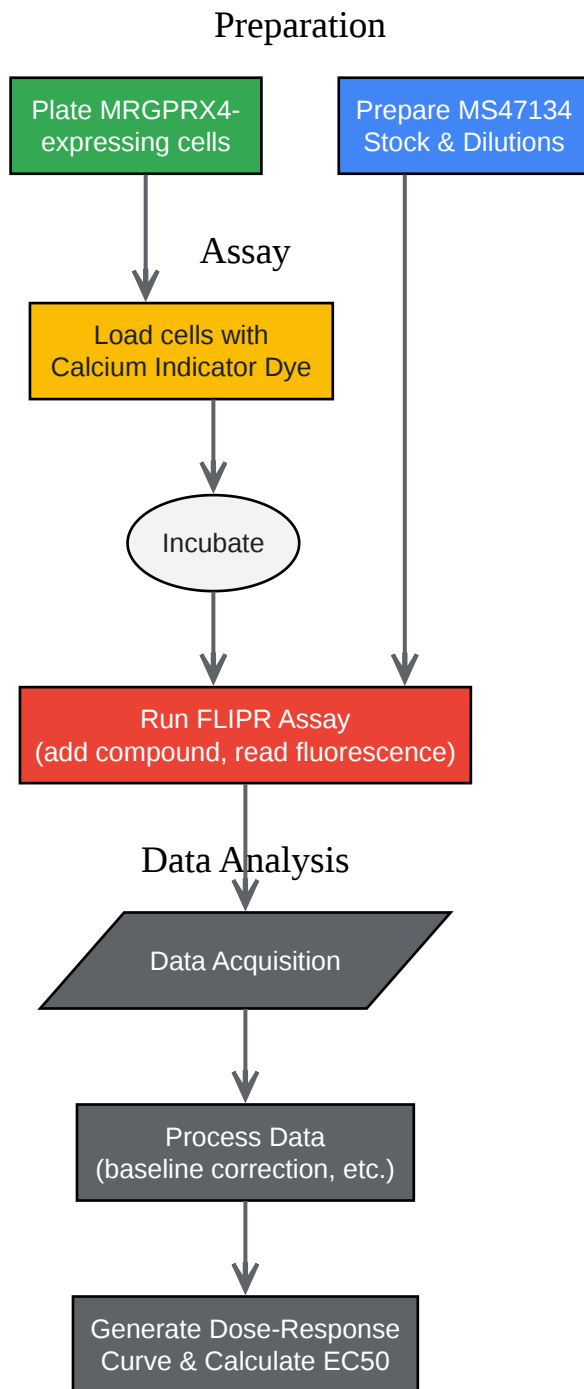 Preparation
Plate MRGPRX4-
expressing cells
Prepare MS47134
Stock & Dilutions
Assay
Load cells with
Calcium Indicator Dye
Incubate
Run FLIPR Assay
(add compound, read fluorescence)
Data Analysis
Data Acquisition
Process Data
(baseline correction, etc.)
Generate Dose-Response
Curve & Calculate EC50